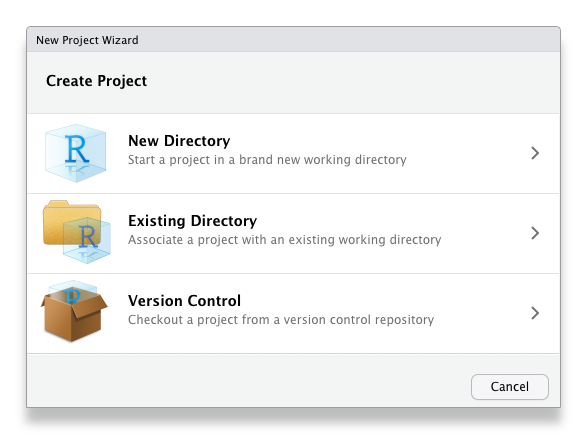 New Project Wizard
Create Project
R
New Directory
Start a project in a brand new working directory
R
Existing Directory
Associate a project with an existing working directory
R
Version Control
Checkout a project from a version control repository
Cancel